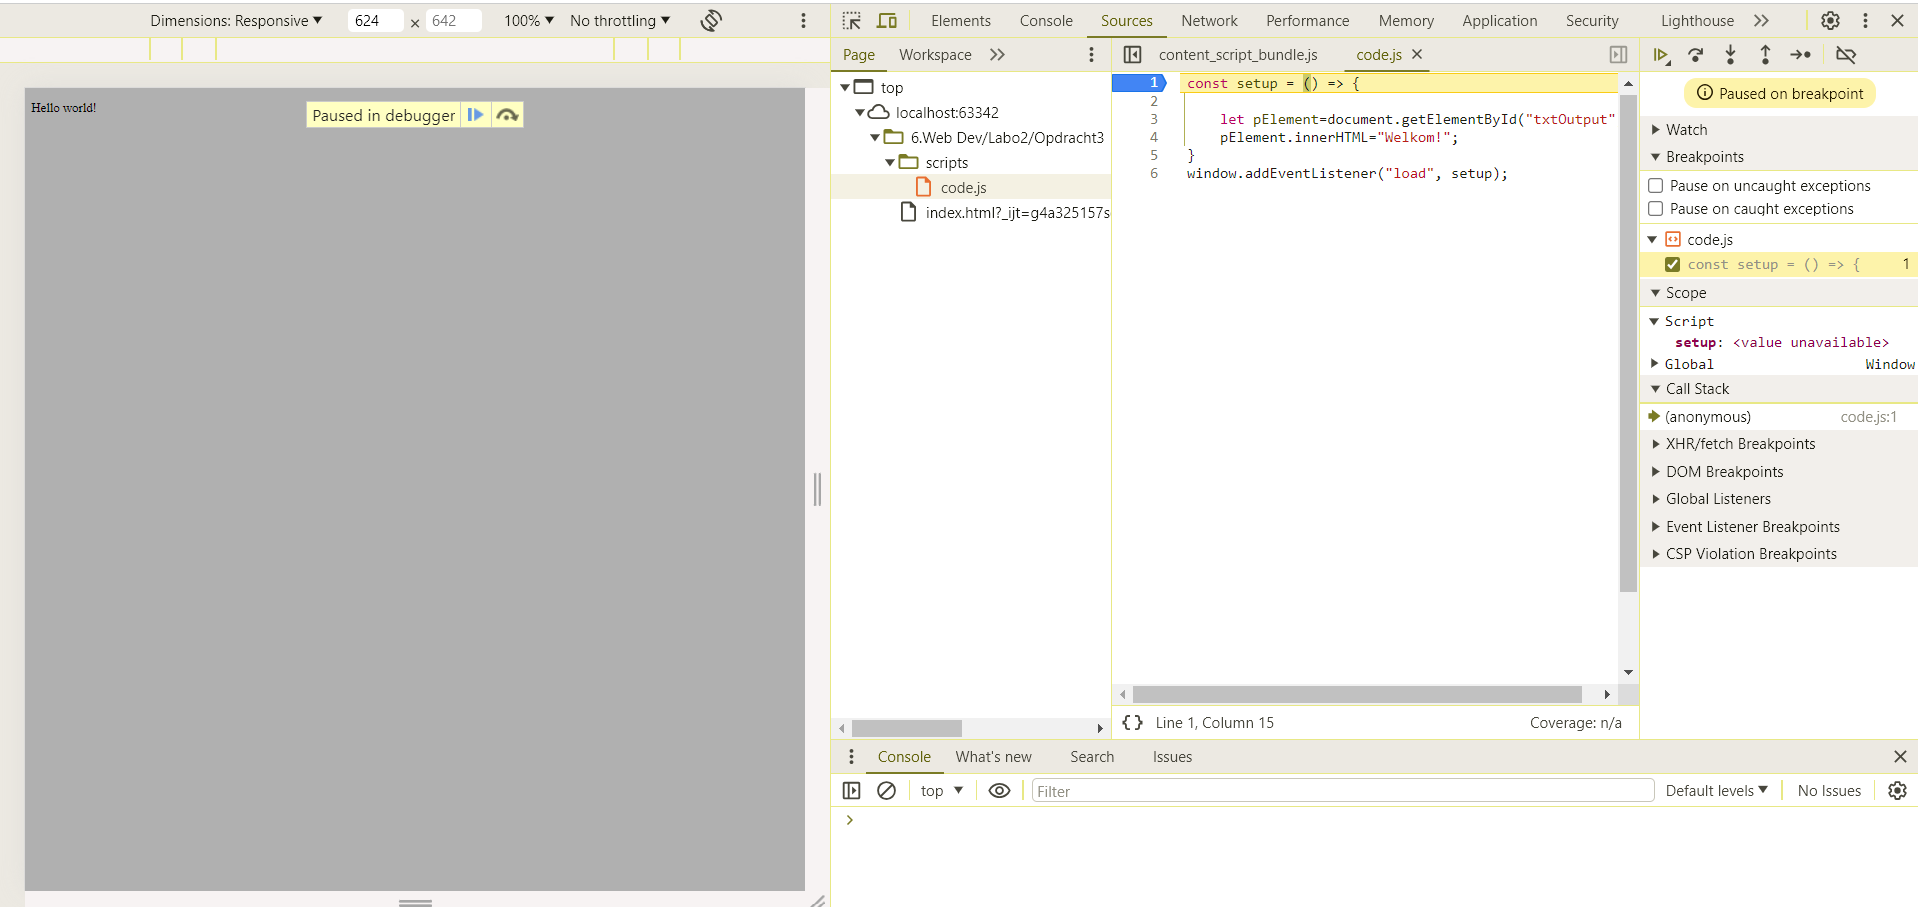 Dimensions: Responsive ▼ 624 × 642 100% ▼ No throttling ▼
Hello world!
Paused in debugger
Elements Console Sources Network Performance Memory Application Security Lighthouse
Page Workspace
top
localhost:63342
6.Web Dev/Labo2/Opdracht3
scripts
code.js
index.html?_ijt=g4a325157s
content_script_bundle.js code.js
1 const setup = () => {
2
3 let pElement=document.getElementById("txtOutput"
4 pElement.innerHTML="Welkom!";
5 }
6 window.addEventListener("load", setup);
{} Line 1, Column 15 Coverage: n/a
Paused on breakpoint
Watch
Breakpoints
Pause on uncaught exceptions
Pause on caught exceptions
code.js
const setup = () => { 1
Scope
Script
setup: <value unavailable>
Global Window
Call Stack
(anonymous) code.js:1
XHR/fetch Breakpoints
DOM Breakpoints
Global Listeners
Event Listener Breakpoints
CSP Violation Breakpoints
Console What's new Search Issues
top ▼ Filter Default levels ▼ No Issues
>